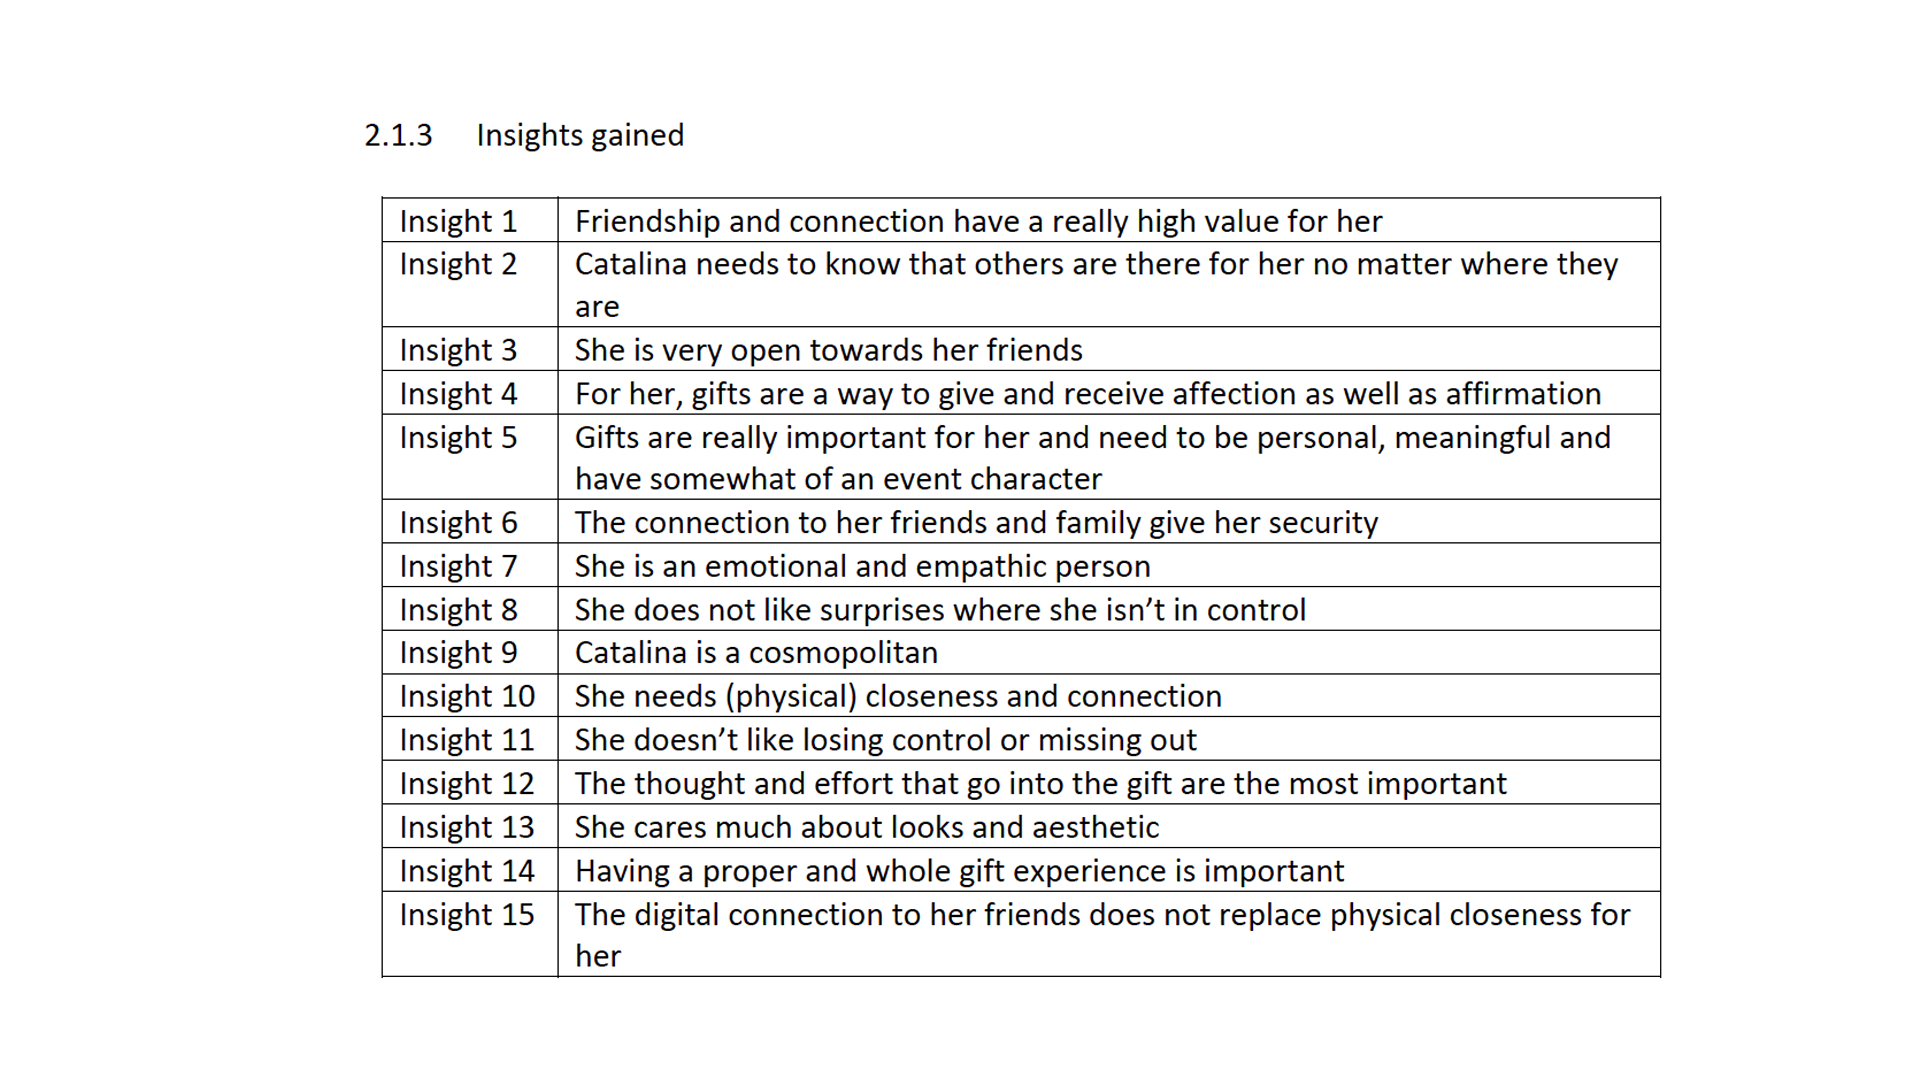 2.1.3 Insights gained
Insight 1 Friendship and connection have a really high value for her
Insight 2 Catalina needs to know that others are there for her no matter where they
are
Insight 3 She is very open towards her friends
Insight 4 For her, gifts are a way to give and receive affection as well as affirmation
Insight 5 Gifts are really important for her and need to be personal, meaningful and
have somewhat of an event character
Insight 6 The connection to her friends and family give her security
Insight 7 She is an emotional and empathic person
Insight 8 She does not like surprises where she isn’t in control
Insight 9 Catalina is a cosmopolitan
Insight 10 She needs (physical) closeness and connection
Insight 11 She doesn’t like losing control or missing out
Insight 12 The thought and effort that go into the gift are the most important
Insight 13 She cares much about looks and aesthetic
Insight 14 Having a proper and whole gift experience is important
Insight 15 The digital connection to her friends does not replace physical closeness for
her